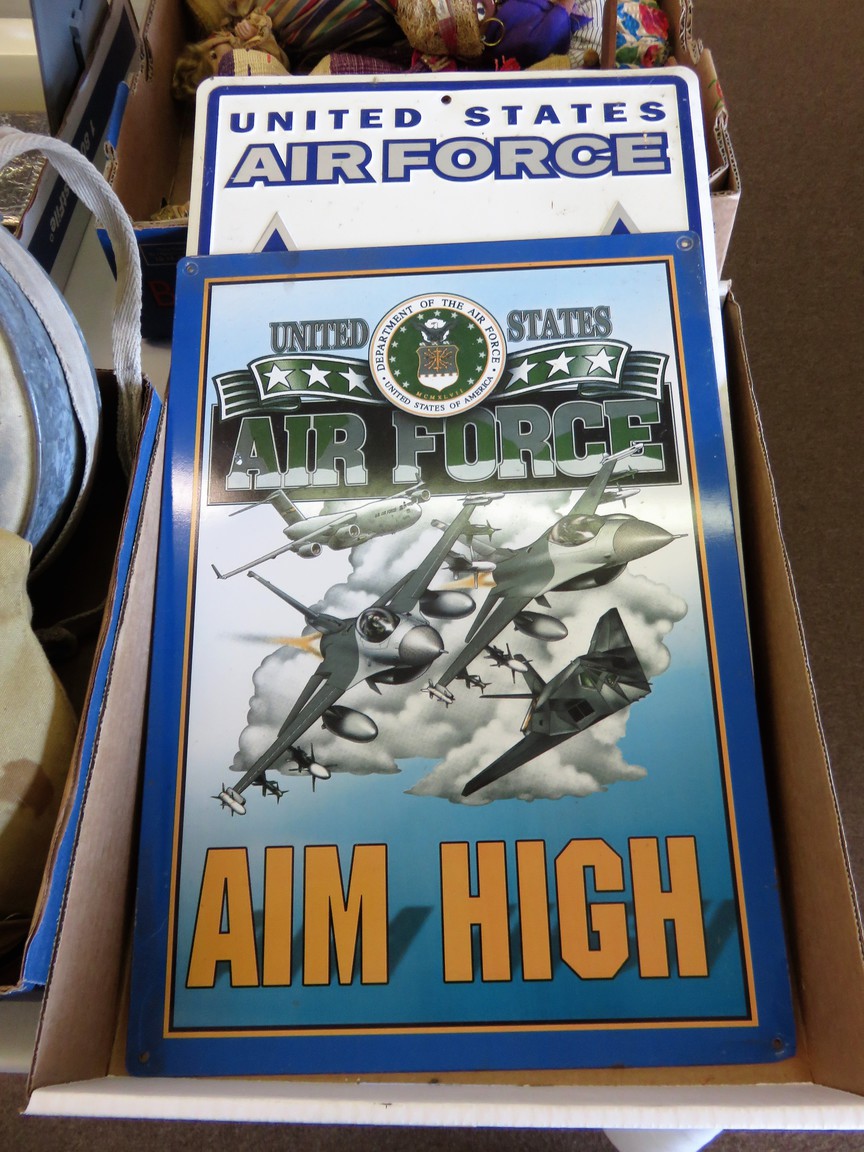 UNITED STATES
AIR FORCE
UNITED STATES
DEPARTMENT OF THE AIR FORCE
MCMXLVII
UNITED STATES OF AMERICA
AIR FORCE
AIM HIGH